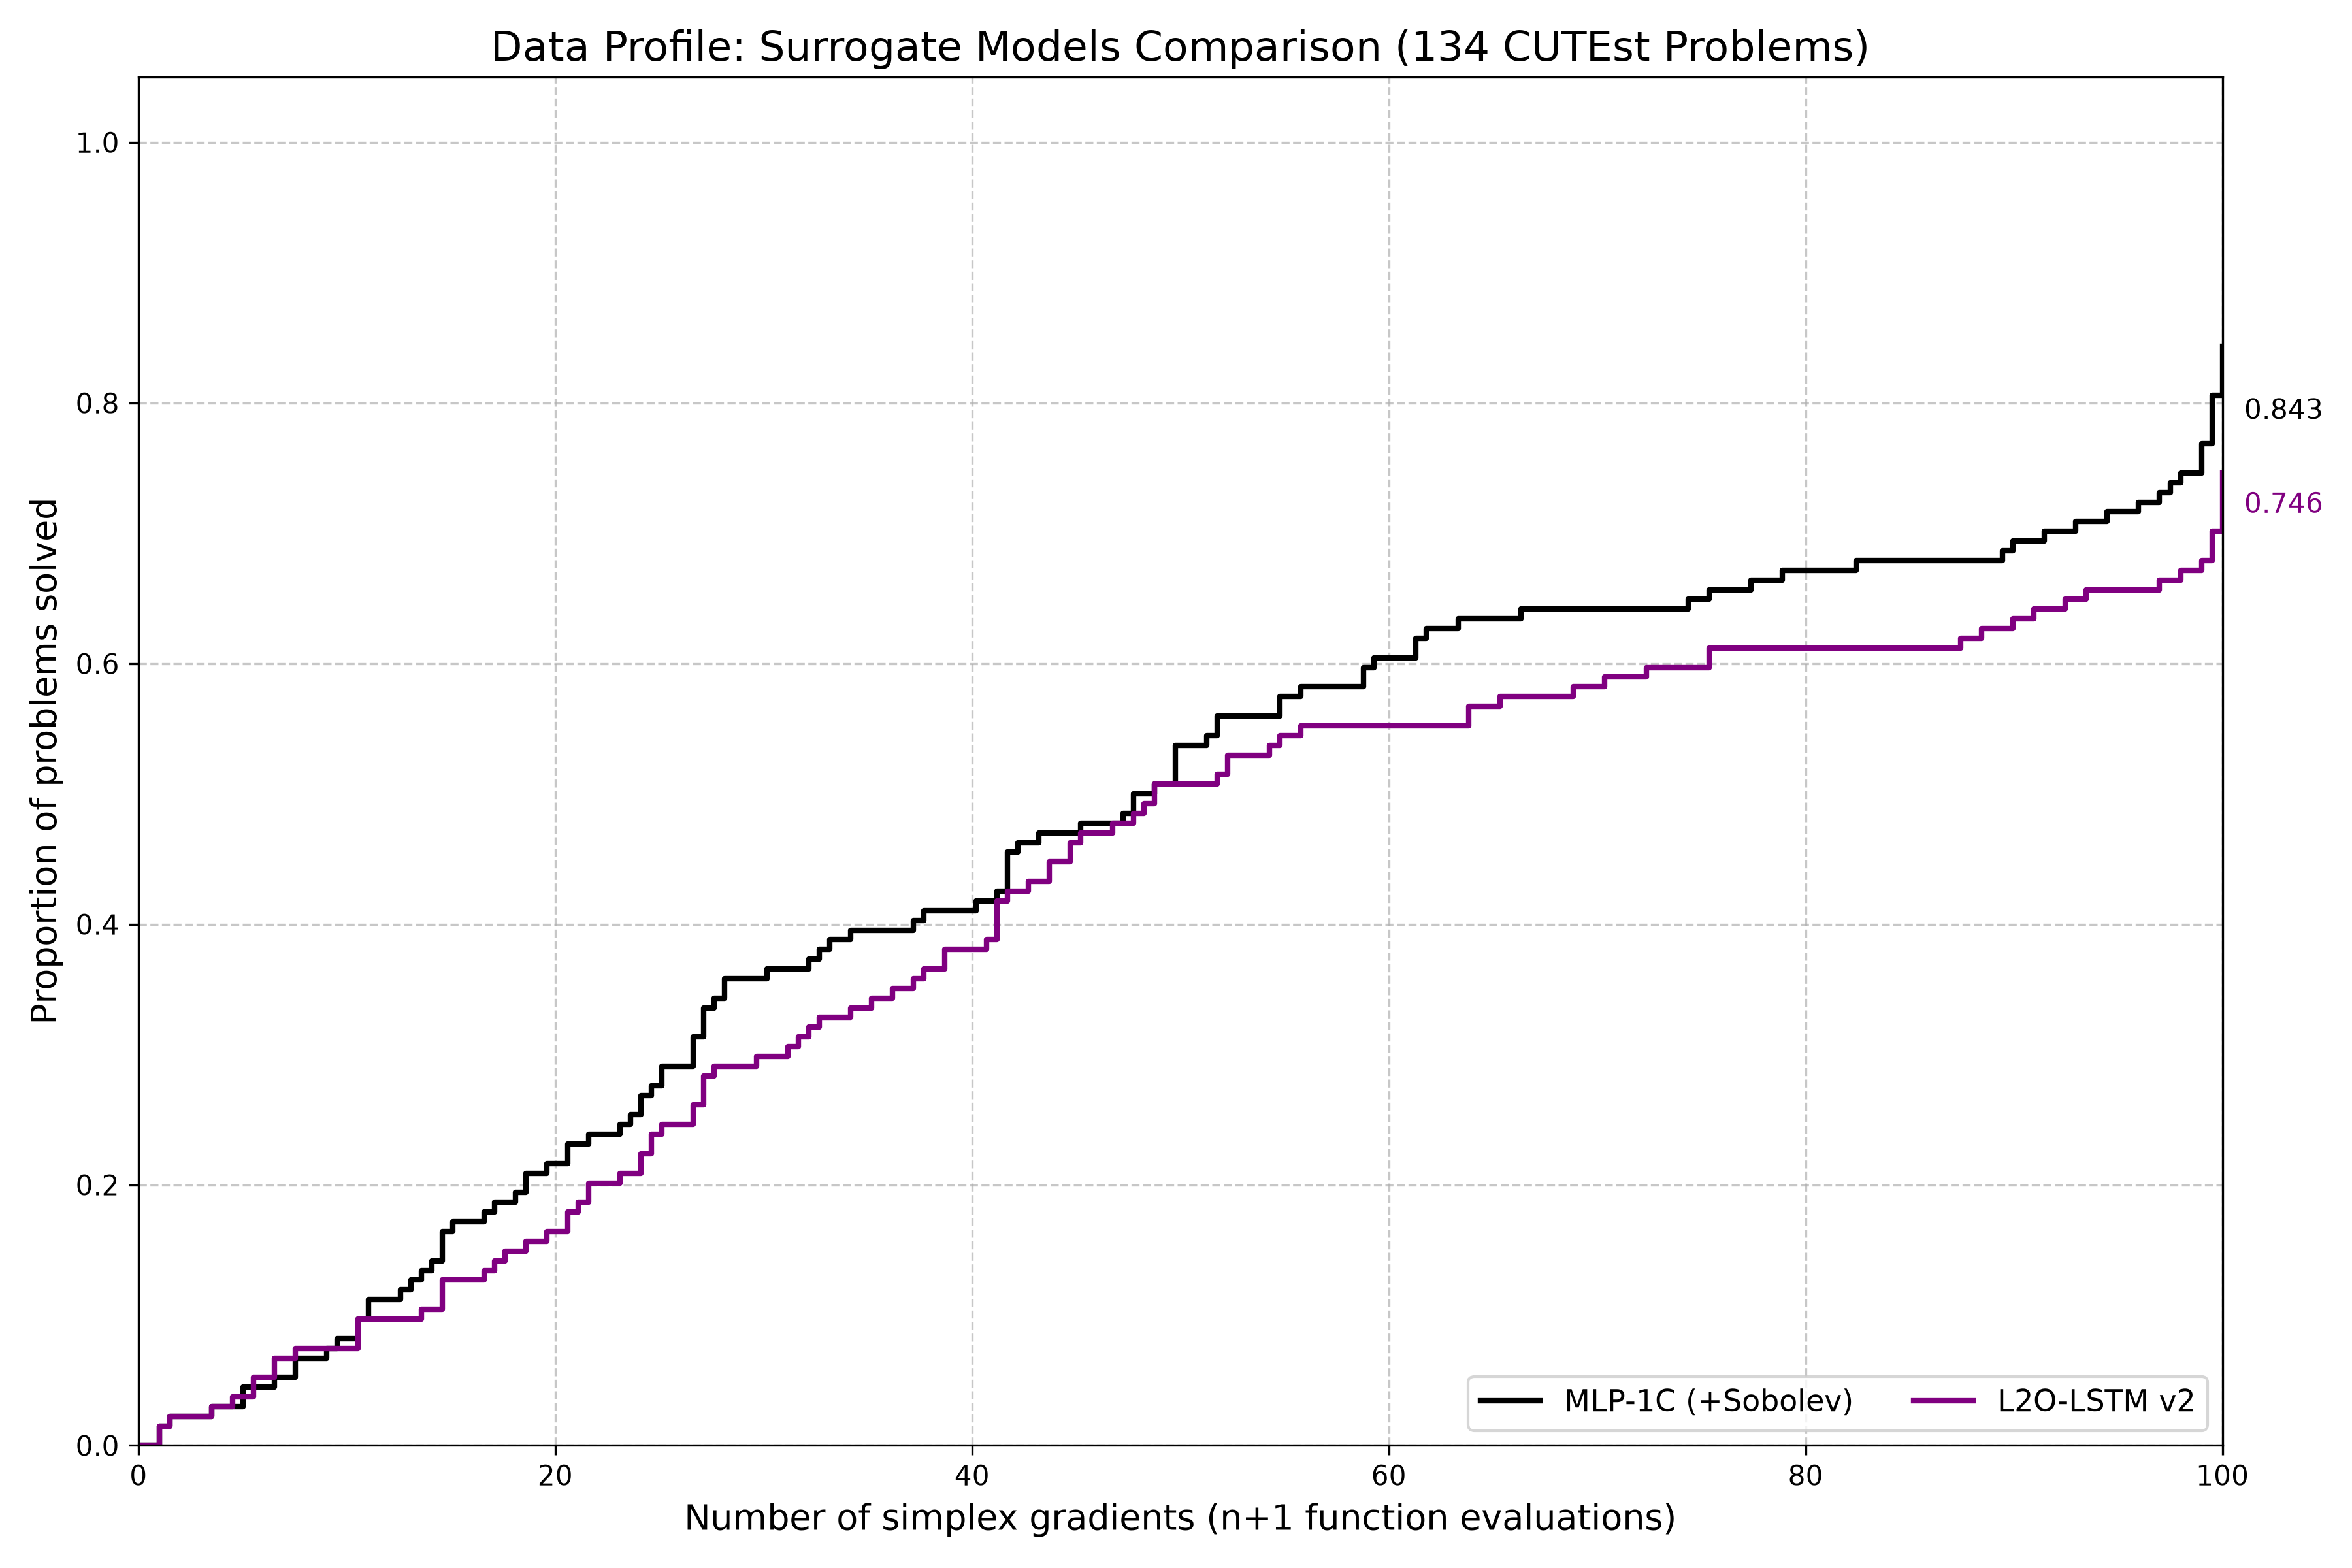 Data Profile: Surrogate Models Comparison (134 CUTEst Problems)
Proportion of problems solved
1.0
0.8
0.6
0.4
0.2
0.0
0.843
0.746
MLP-1C (+Sobolev) L2O-LSTM v2
0 20 40 60 80 100
Number of simplex gradients (n+1 function evaluations)